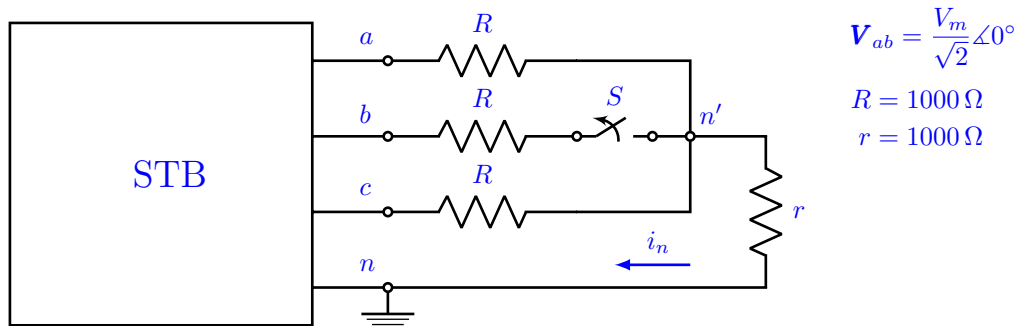 STB
a
R
b
R
S
n′
c
R
r
n
i_n
V_ab = V_m/√2 ∡0°
R = 1000 Ω
r = 1000 Ω